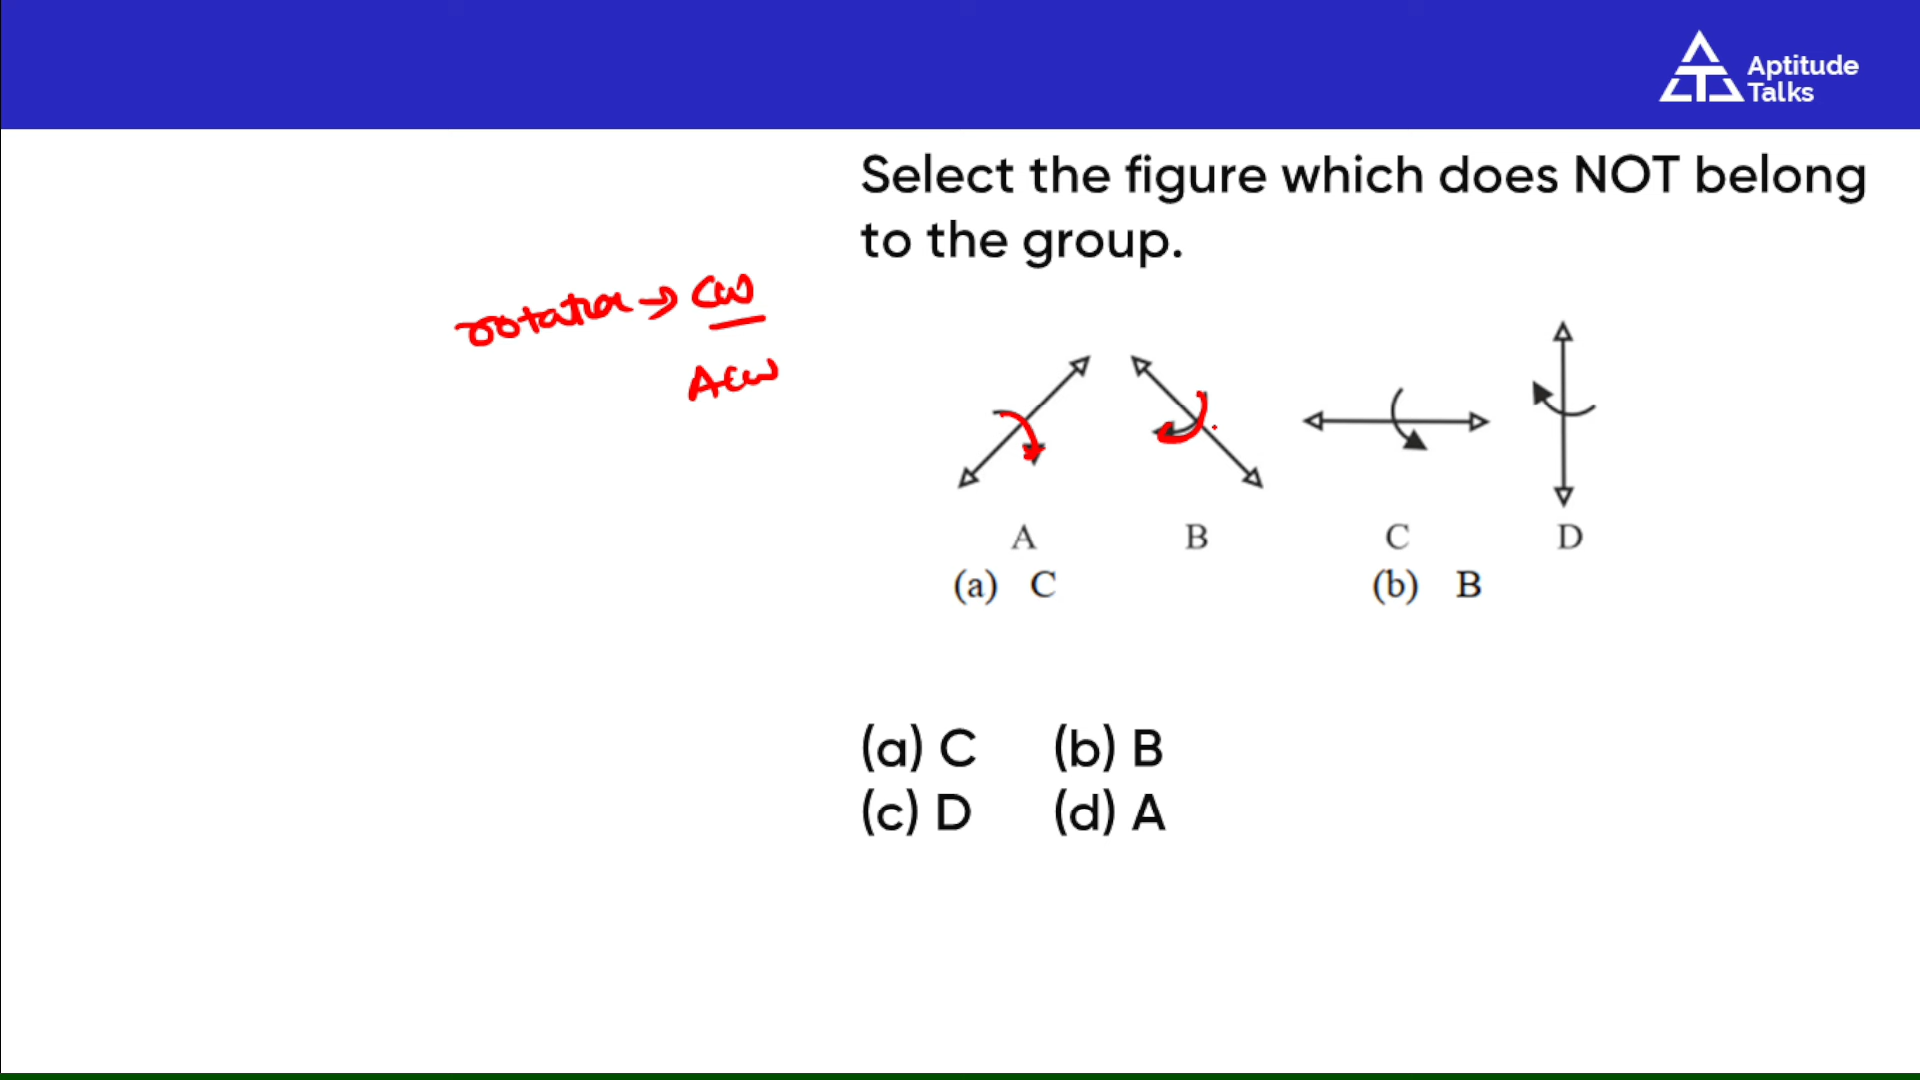 Aptitude
Talks
Select the figure which does NOT belong
to the group.
rotation → CW
ACW
A B C D
(a) C (b) B
(a) C (b) B
(c) D (d) A